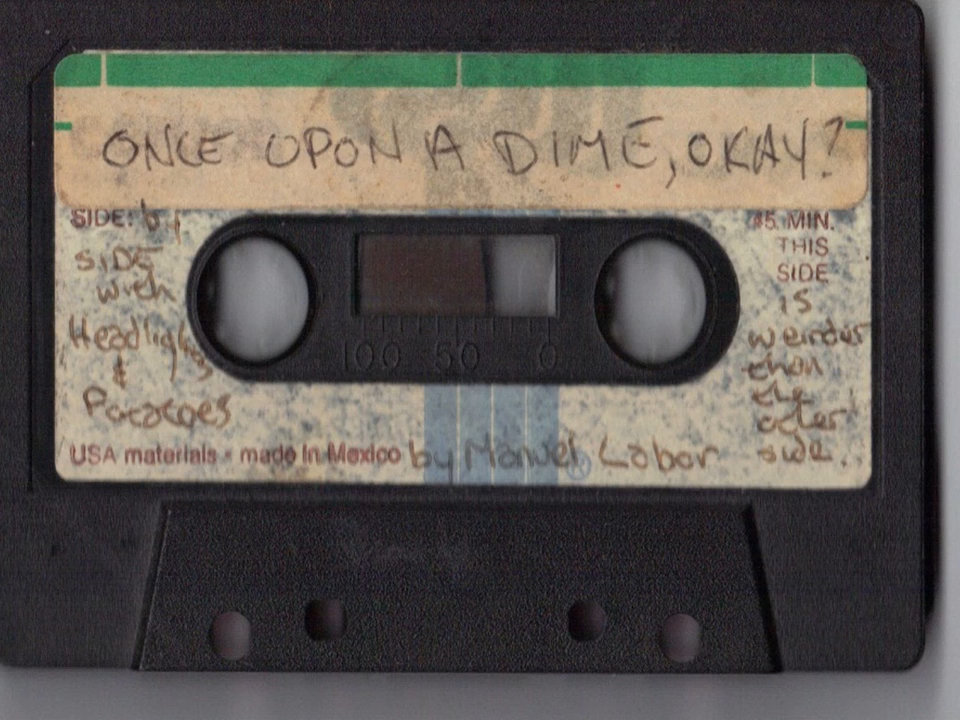 ONCE UPON A DIME, OKAY?
SIDE: by
SIDE
with
Headlights
&
Potatoes
45 MIN.
THIS
SIDE
IS
weirder
than
the
other
side.
100 50 0
USA materials - made in Mexico by Manuel Labor
®